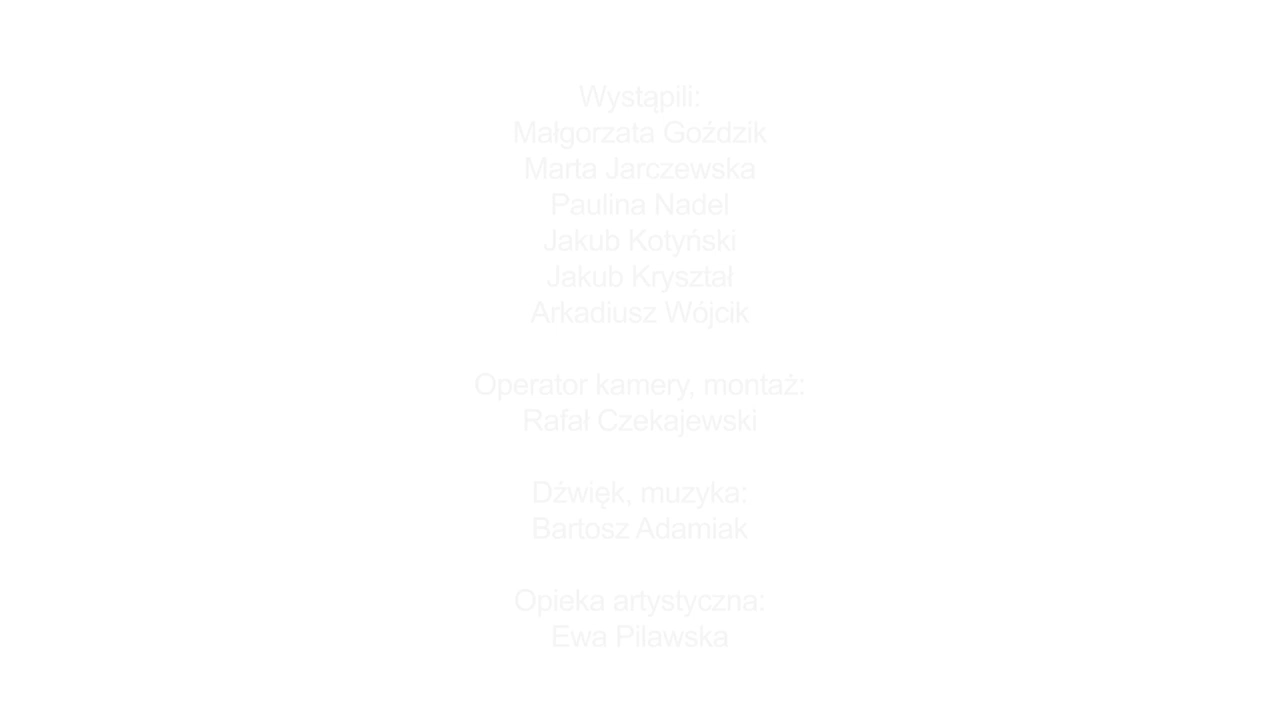 Wystąpili:
Małgorzata Goździk
Marta Jarczewska
Paulina Nadel
Jakub Kotyński
Jakub Kryształ
Arkadiusz Wójcik
Operator kamery, montaż:
Rafał Czekajewski
Dźwięk, muzyka:
Bartosz Adamiak
Opieka artystyczna:
Ewa Pilawska